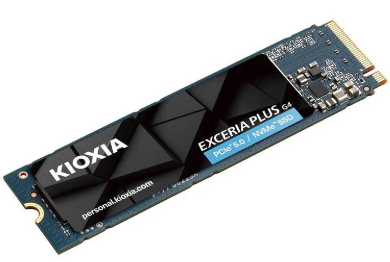 KIOXIA
EXCERIA PLUS G4
PCIe® 5.0 / NVMe™ SSD
personal.kioxia.com